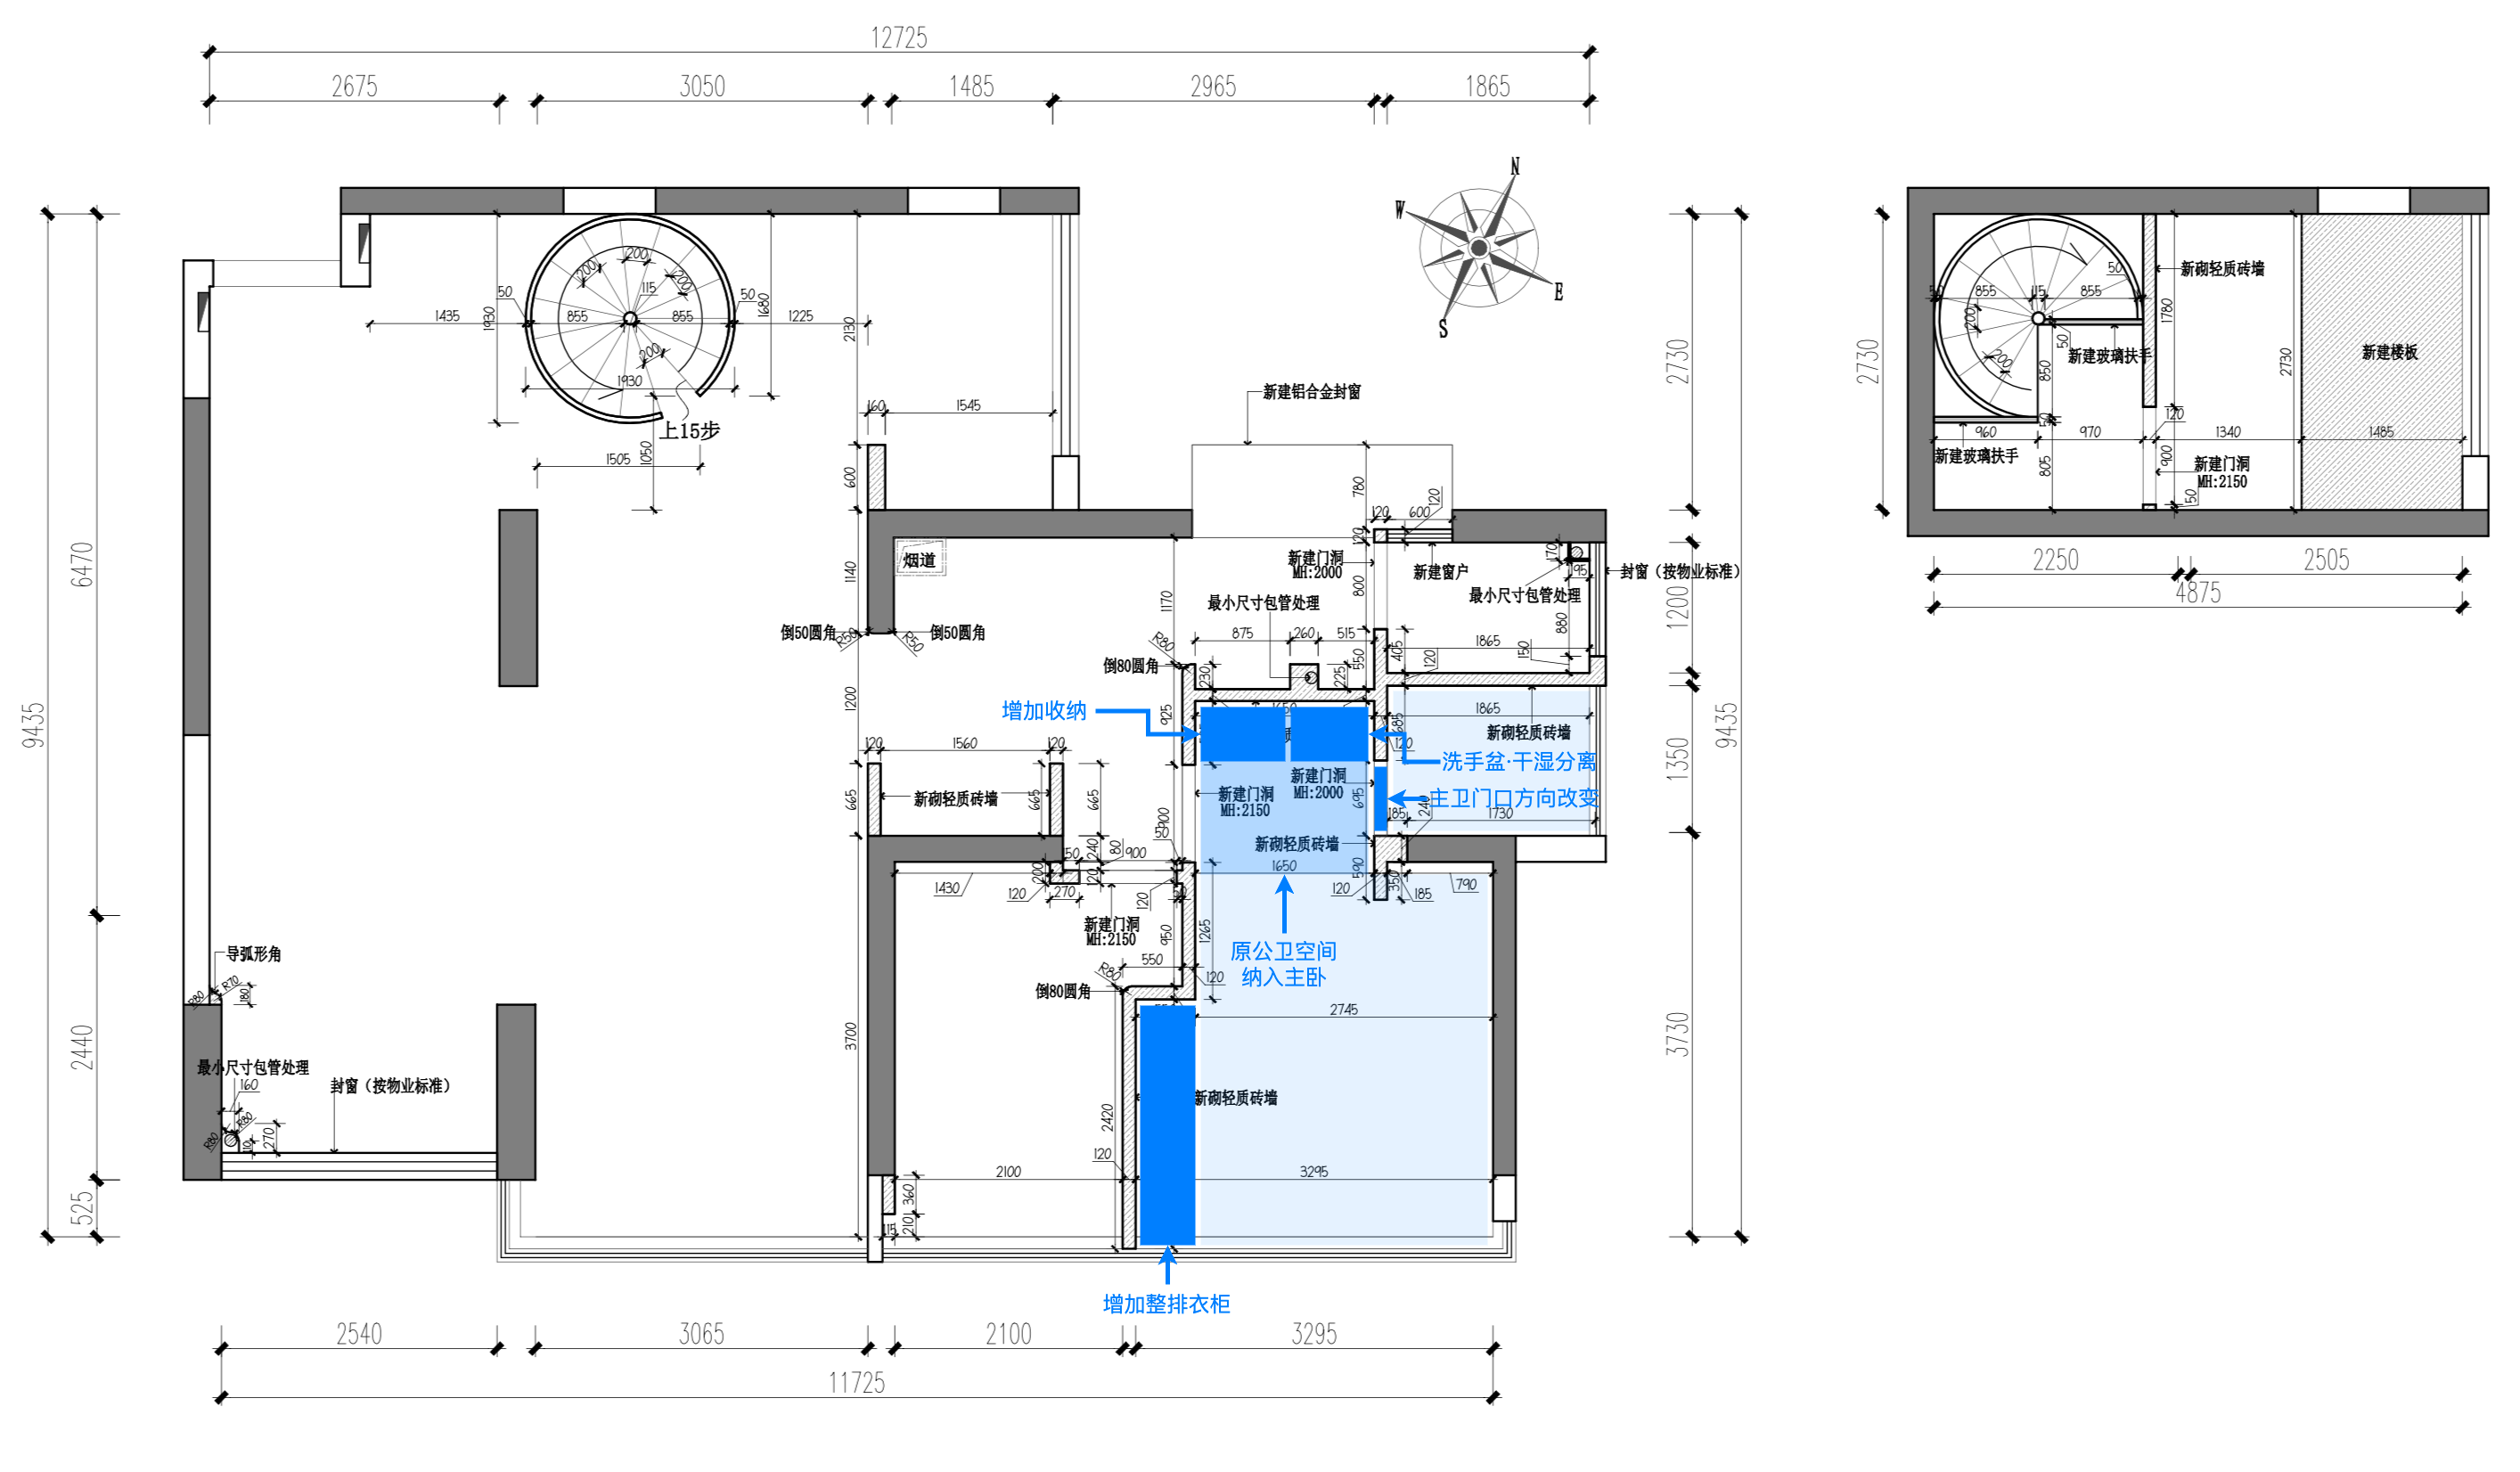 12725
2675
3050
1485
2965
1865
N
W
E
S
50
855
115
855
50
1435
1225
200
200
200
200
1930
1680
1930
2130
上15步
1505
1050
160
1545
600
新建铝合金封窗
780
120
600
120
120
2730
1200
1350
3730
9435
9435
6470
2440
525
烟道
1140
倒50圆角
R50
R50
倒50圆角
1170
新建门洞
MH:2000
800
新建窗户
170
195
封窗（按物业标准）
最小尺寸包管处理
最小尺寸包管处理
880
875
260
515
550
405
120
1865
150
R80
倒80圆角
230
225
1200
925
增加收纳
1650
685
1865
新砌轻质砖墙
120
洗手盆·干湿分离
120
1560
120
665
新砌轻质砖墙
665
665
新建门洞
MH:2150
新建门洞
MH:2000
695
主卫门口方向改变
240
185
1730
900
50
新砌轻质砖墙
240
80
900
50
200
120
1430
120
270
120
1650
590
120
350
185
790
新建门洞
MH:2150
950
1265
原公卫空间
纳入主卧
550
120
R80
倒80圆角
2745
3700
导弧形角
R80
R70
180
最小尺寸包管处理
160
封窗（按物业标准）
R80
R80
110
270
新砌轻质砖墙
2420
120
2100
3295
360
210
115
增加整排衣柜
2540
3065
2100
3295
11725
2730
50
855
115
855
50
新砌轻质砖墙
1780
200
200
50
新建玻璃扶手
850
2730
新建楼板
120
50
960
970
1340
1485
新建玻璃扶手
805
900
新建门洞
MH:2150
50
2250
2505
4875